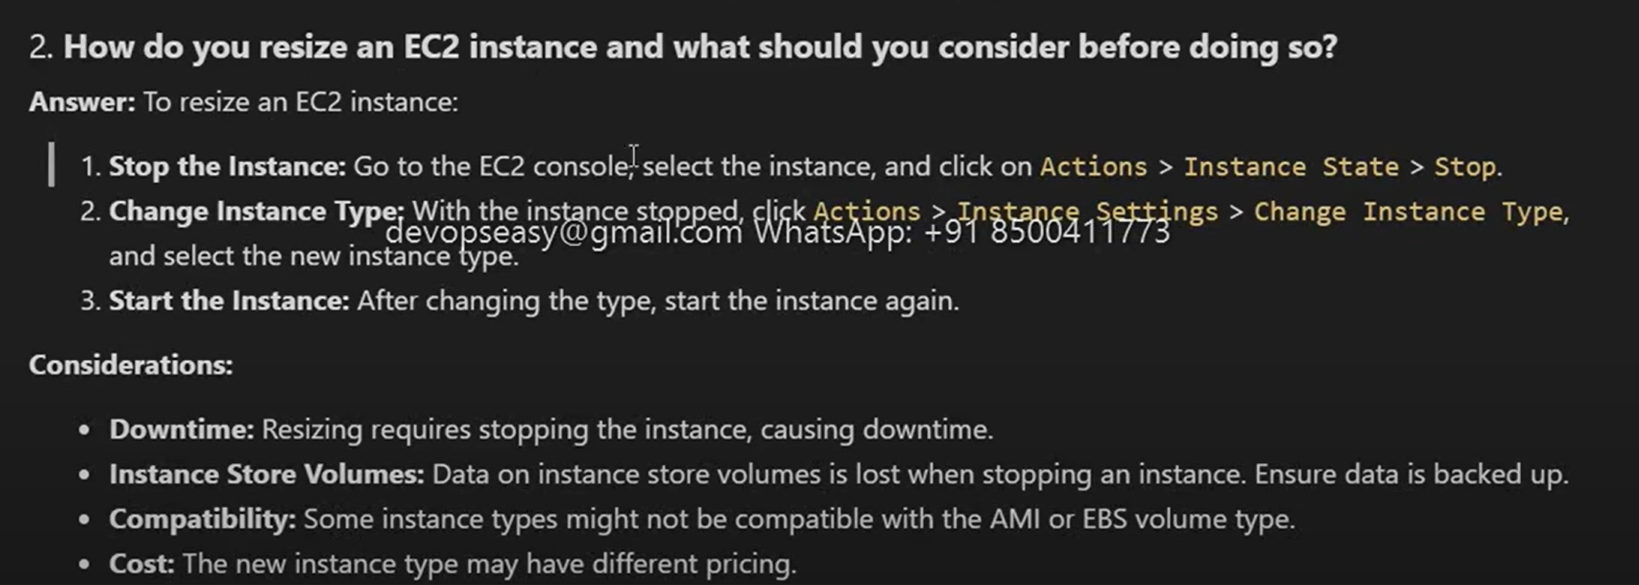 2. How do you resize an EC2 instance and what should you consider before doing so?
Answer: To resize an EC2 instance:
1. Stop the Instance: Go to the EC2 console, select the instance, and click on Actions > Instance State > Stop.
2. Change Instance Type: With the instance stopped, click Actions > Instance Settings > Change Instance Type,
devopseasy@gmail.com WhatsApp: +91 8500411773
and select the new instance type.
3. Start the Instance: After changing the type, start the instance again.
Considerations:
• Downtime: Resizing requires stopping the instance, causing downtime.
• Instance Store Volumes: Data on instance store volumes is lost when stopping an instance. Ensure data is backed up.
• Compatibility: Some instance types might not be compatible with the AMI or EBS volume type.
• Cost: The new instance type may have different pricing.